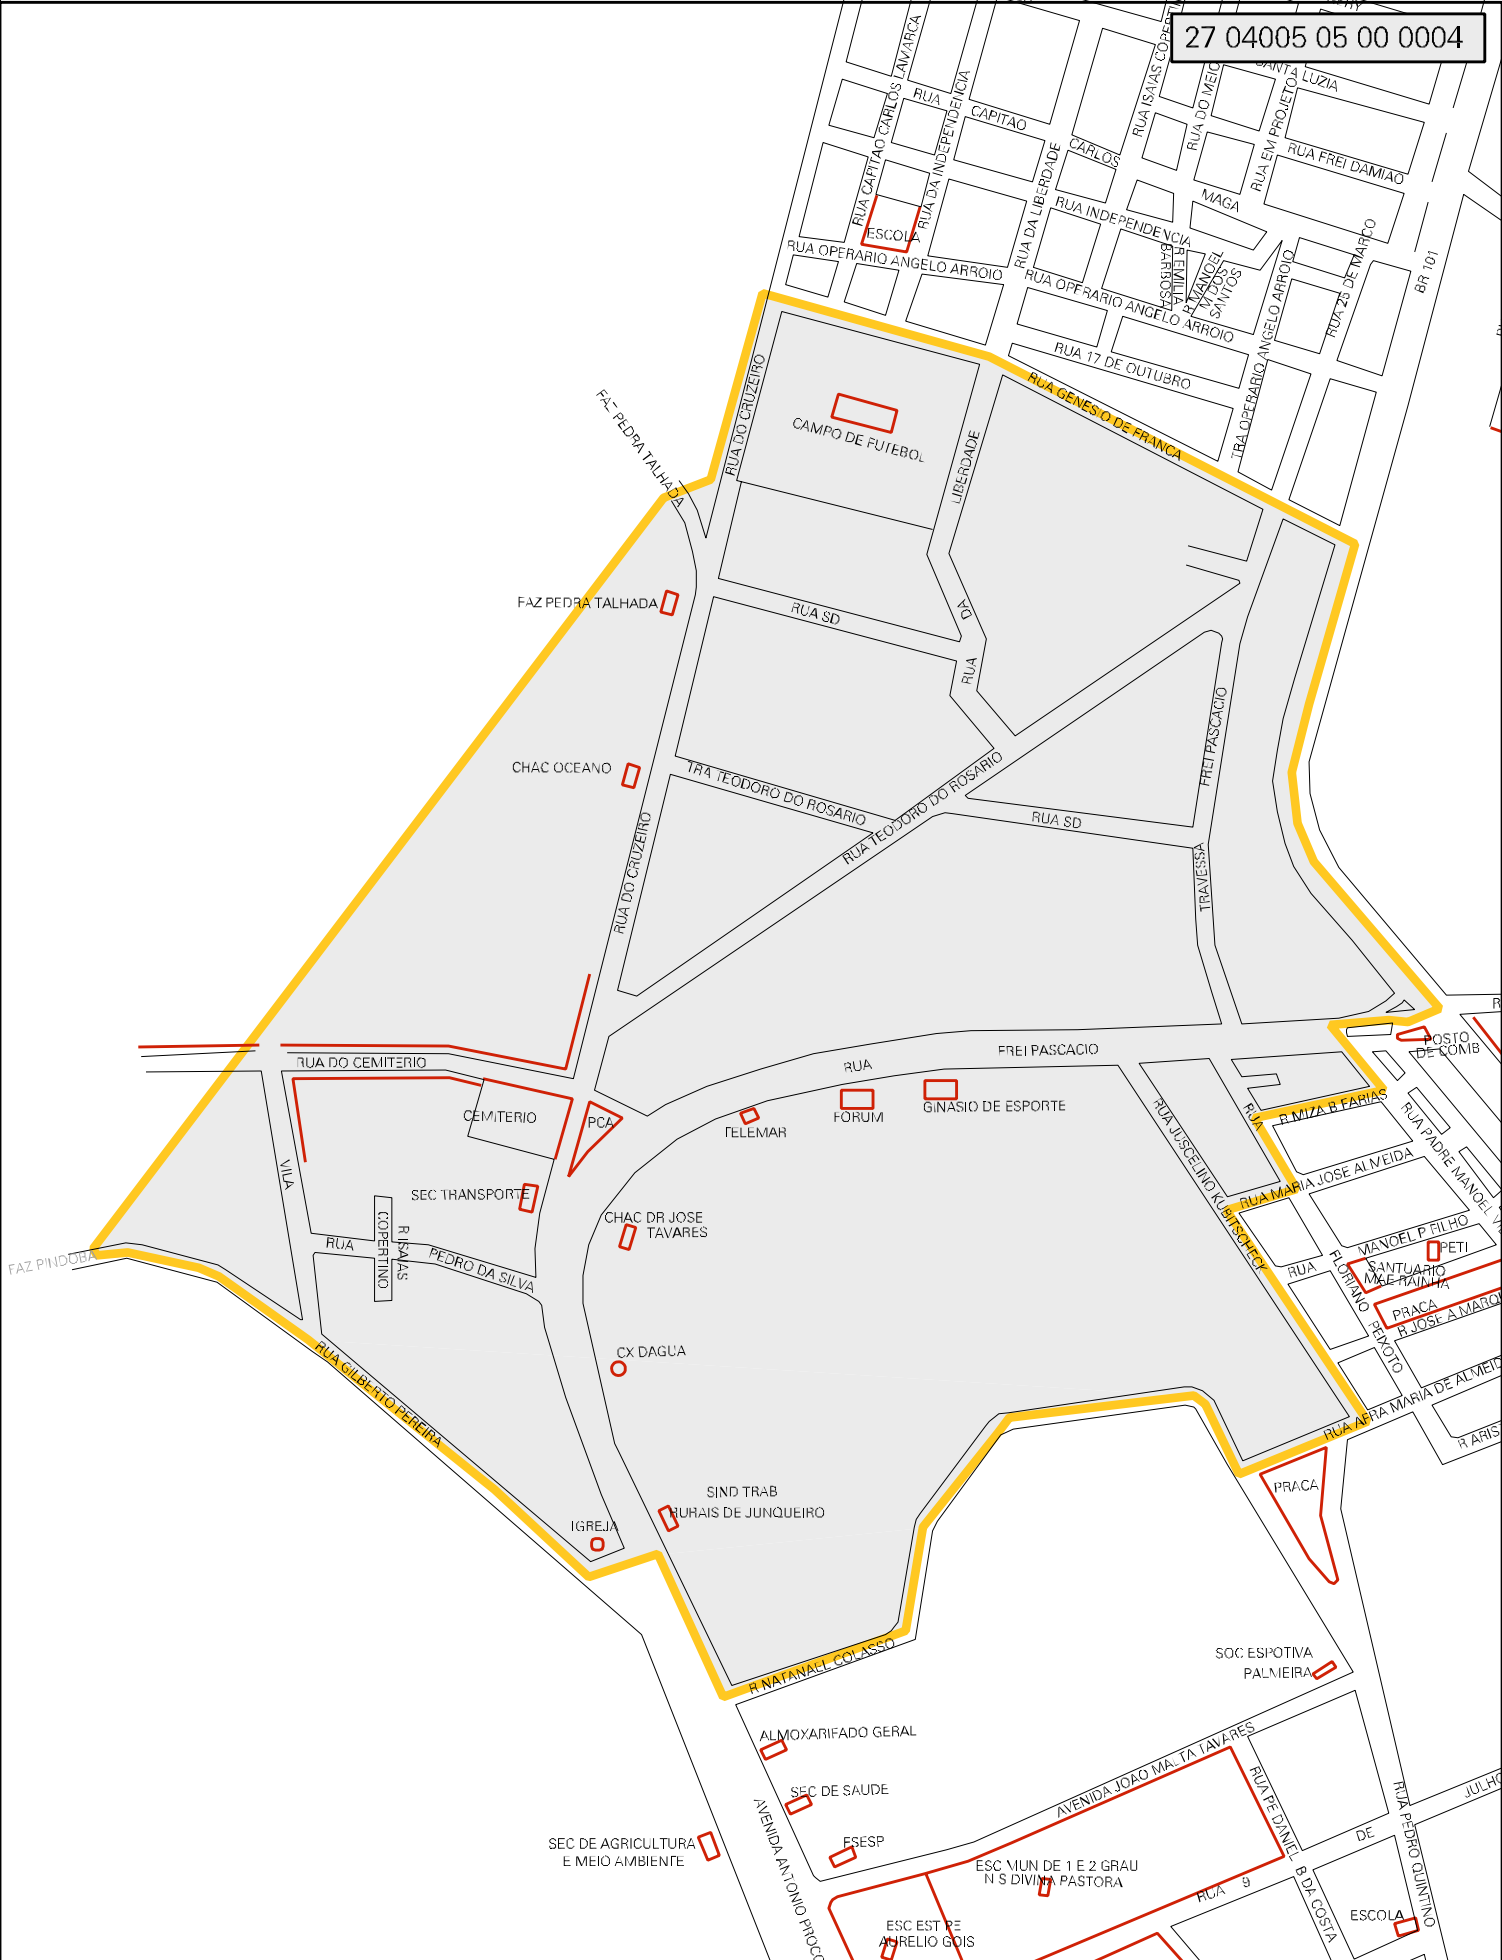 27 04005 05 00 0004
RUA CAPITAO CARLOS LAMARCA
RUA DA INDEPENDENCIA
RUA
CAPITAO
CARLOS
RUA DO MEIO
SANTA LUZIA
RUA EM PROJETO
RUA FREI DAMIAO
MAGA
RUA DA LIBERDADE
RUA INDEPENDENCIA
ESCOLA
RUA OPERARIO ANGELO ARROIO
RUA OPERARIO ANGELO ARROIO
R EMILIA
BARBOSA
R MANOEL
M DOS
SANTOS
TRA OPERARIO ANGELO ARROIO
RUA 25 DE MARCO
BR 101
RUA 17 DE OUTUBRO
RUA GENESIO DE FRANCA
RUA DO CRUZEIRO
FAZ PEDRA TALHADA
CAMPO DE FUTEBOL
LIBERDADE
DA
RUA
FAZ PEDRA TALHADA
RUA SD
FREI PASCACIO
CHAC OCEANO
TRA TEODORO DO ROSARIO
RUA TEODORO DO ROSARIO
RUA SD
TRAVESSA
RUA DO CRUZEIRO
RUA DO CEMITERIO
RUA
FREI PASCACIO
POSTO
DE COMB
CEMITERIO
PCA
TELEMAR
FORUM
GINASIO DE ESPORTE
RUA
R MIZA B FARIAS
RUA JUSCELINO KUBITSCHECK
RUA MARIA JOSE ALMEIDA
VILA
SEC TRANSPORTE
CHAC DR JOSE
TAVARES
RUA
COPERTINO
R ISAIAS
PEDRO DA SILVA
FAZ PINDOBA
MANOEL P FILHO
PETI
RUA
FLORIANO
PEIXOTO
SANTUARIO
MAE RAINHA
PRACA
CX DAGUA
RUA GILBERTO PEREIRA
PRACA
SIND TRAB
RURAIS DE JUNQUEIRO
IGREJA
R NATANAEL COLASSO
SOC ESPOTIVA
PALMEIRA
ALMOXARIFADO GERAL
SEC DE SAUDE
AVENIDA JOAO MALTA TAVARES
SEC DE AGRICULTURA
E MEIO AMBIENTE
FSESP
ESC MUN DE 1 E 2 GRAU
N S DIVINA PASTORA
RUA 9
DE
JULHO
RUA PE DANIEL B DA COSTA
RUA PEDRO QUINTINO
ESCOLA
ESC EST PE
AURELIO GOIS